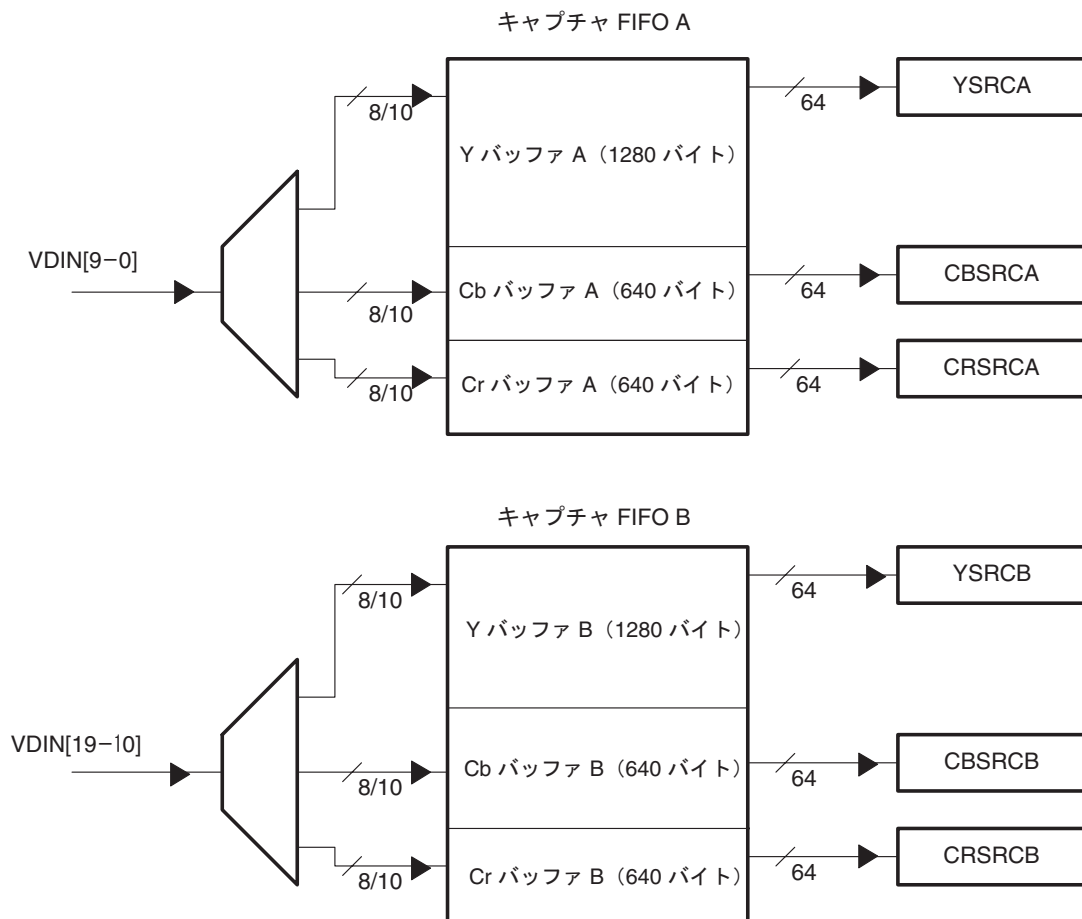 キャプチャ FIFO A
YSRCA
8/10
64
Y バッファ A（1280 バイト）
VDIN[9−0]
CBSRCA
Cb バッファ A（640 バイト）
8/10
64
CRSRCA
Cr バッファ A（640 バイト）
8/10
64
キャプチャ FIFO B
YSRCB
8/10
64
Y バッファ B（1280 バイト）
VDIN[19−10]
CBSRCB
Cb バッファ B（640 バイト）
8/10
64
CRSRCB
Cr バッファ B（640 バイト）
8/10
64